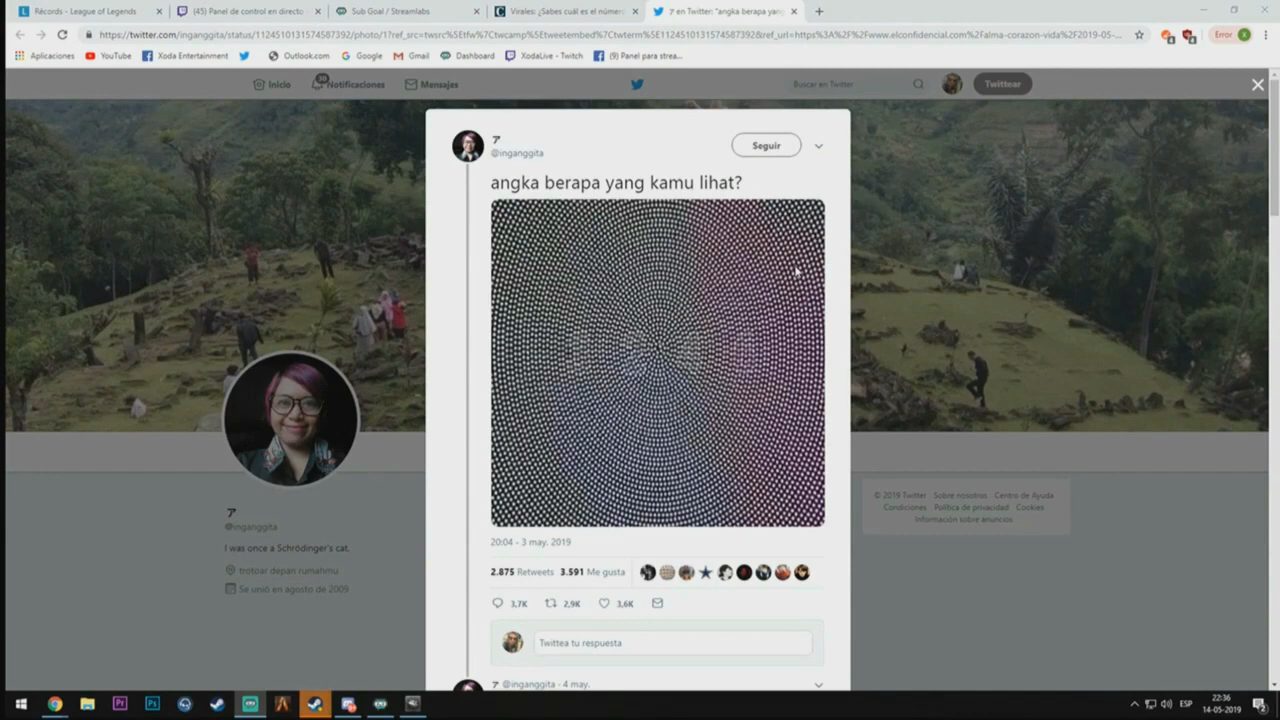 Récords - League of Legends
(45) Panel de control en directo
Sub Goal / Streamlabs
Virales: ¿Sabes cuál es el númer
ア en Twitter: "angka berapa yang
https://twitter.com/inganggita/status/1124510131574587392/photo/1?ref_src=twsrc%5Etfw%7Ctwcamp%5Etweetembed%7Ctwterm%5E1124510131574587392&ref_url=https%3A%2F%2Fwww.elconfidencial.com%2Falma-corazon-vida%2F2019-05-...
Error
Aplicaciones
YouTube
Xoda Entertainment
Outlook.com
Google
Gmail
Dashboard
XodaLive - Twitch
(9) Panel para strea...
Inicio
Notificaciones
Mensajes
Buscar en Twitter
Twittear
ア
@inganggita
Seguir
angka berapa yang kamu lihat?
20:04 - 3 may. 2019
2.875 Retweets 3.591 Me gusta
3,7K
2,9K
3,6K
Twittea tu respuesta
ア @inganggita - 4 may.
ア
@inganggita
I was once a Schrödinger's cat.
trotoar depan rumahmu
Se unió en agosto de 2009
© 2019 Twitter Sobre nosotros Centro de Ayuda
Condiciones Política de privacidad Cookies
Información sobre anuncios
ESP
22:36
14-05-2019